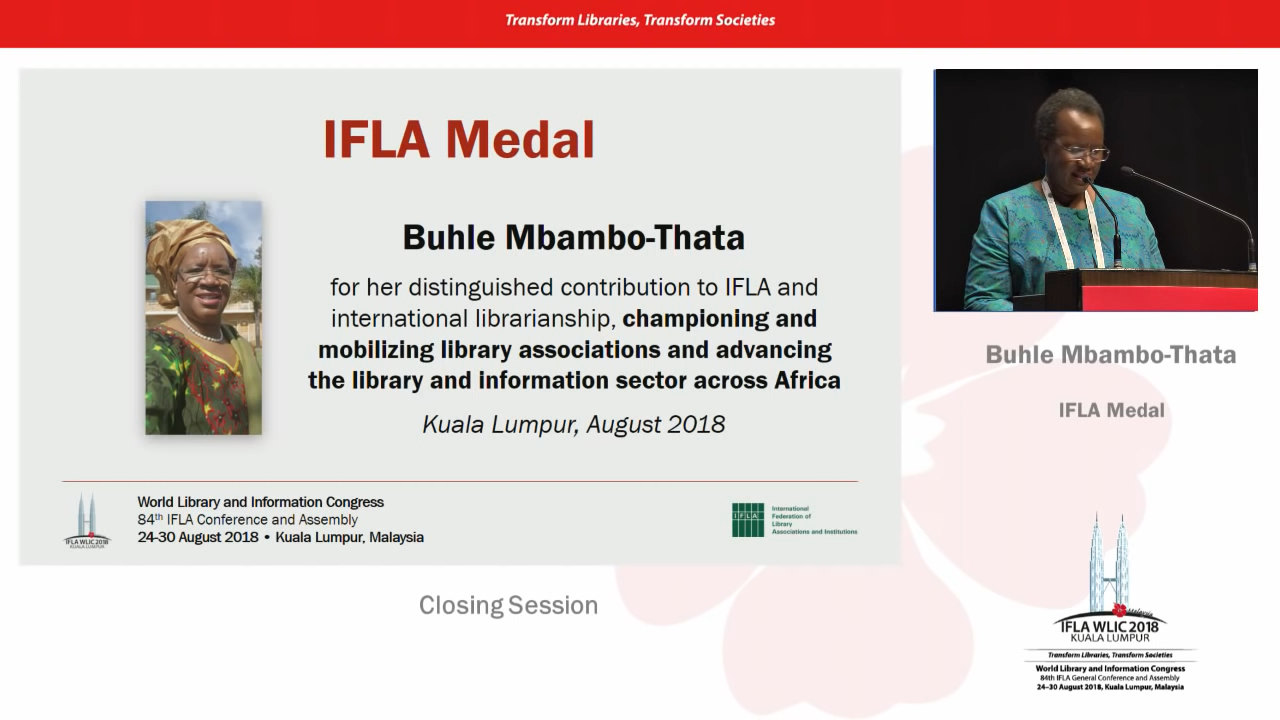 Transform Libraries, Transform Societies
IFLA Medal
Buhle Mbambo-Thata
for her distinguished contribution to IFLA and
international librarianship, championing and
mobilizing library associations and advancing
the library and information sector across Africa
Kuala Lumpur, August 2018
World Library and Information Congress
84th IFLA Conference and Assembly
24-30 August 2018 • Kuala Lumpur, Malaysia
IFLA WLIC 2018
KUALA LUMPUR
IFLA
International
Federation of
Library
Associations and Institutions
Buhle Mbambo-Thata
IFLA Medal
Closing Session
Malaysia
IFLA WLIC 2018
KUALA LUMPUR
Transform Libraries, Transform Societies
World Library and Information Congress
84th IFLA General Conference and Assembly
24–30 August 2018, Kuala Lumpur, Malaysia